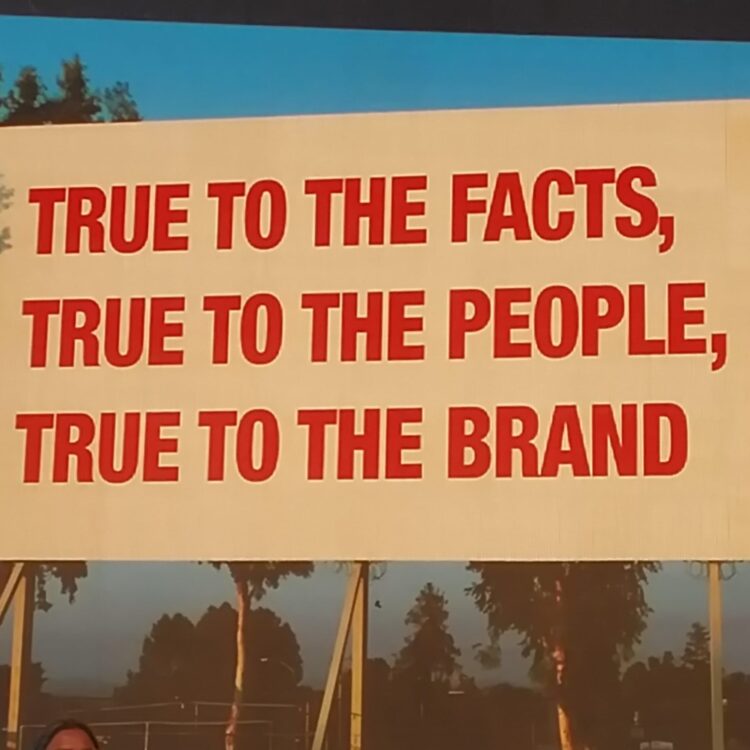 TRUE TO THE FACTS,
TRUE TO THE PEOPLE,
TRUE TO THE BRAND